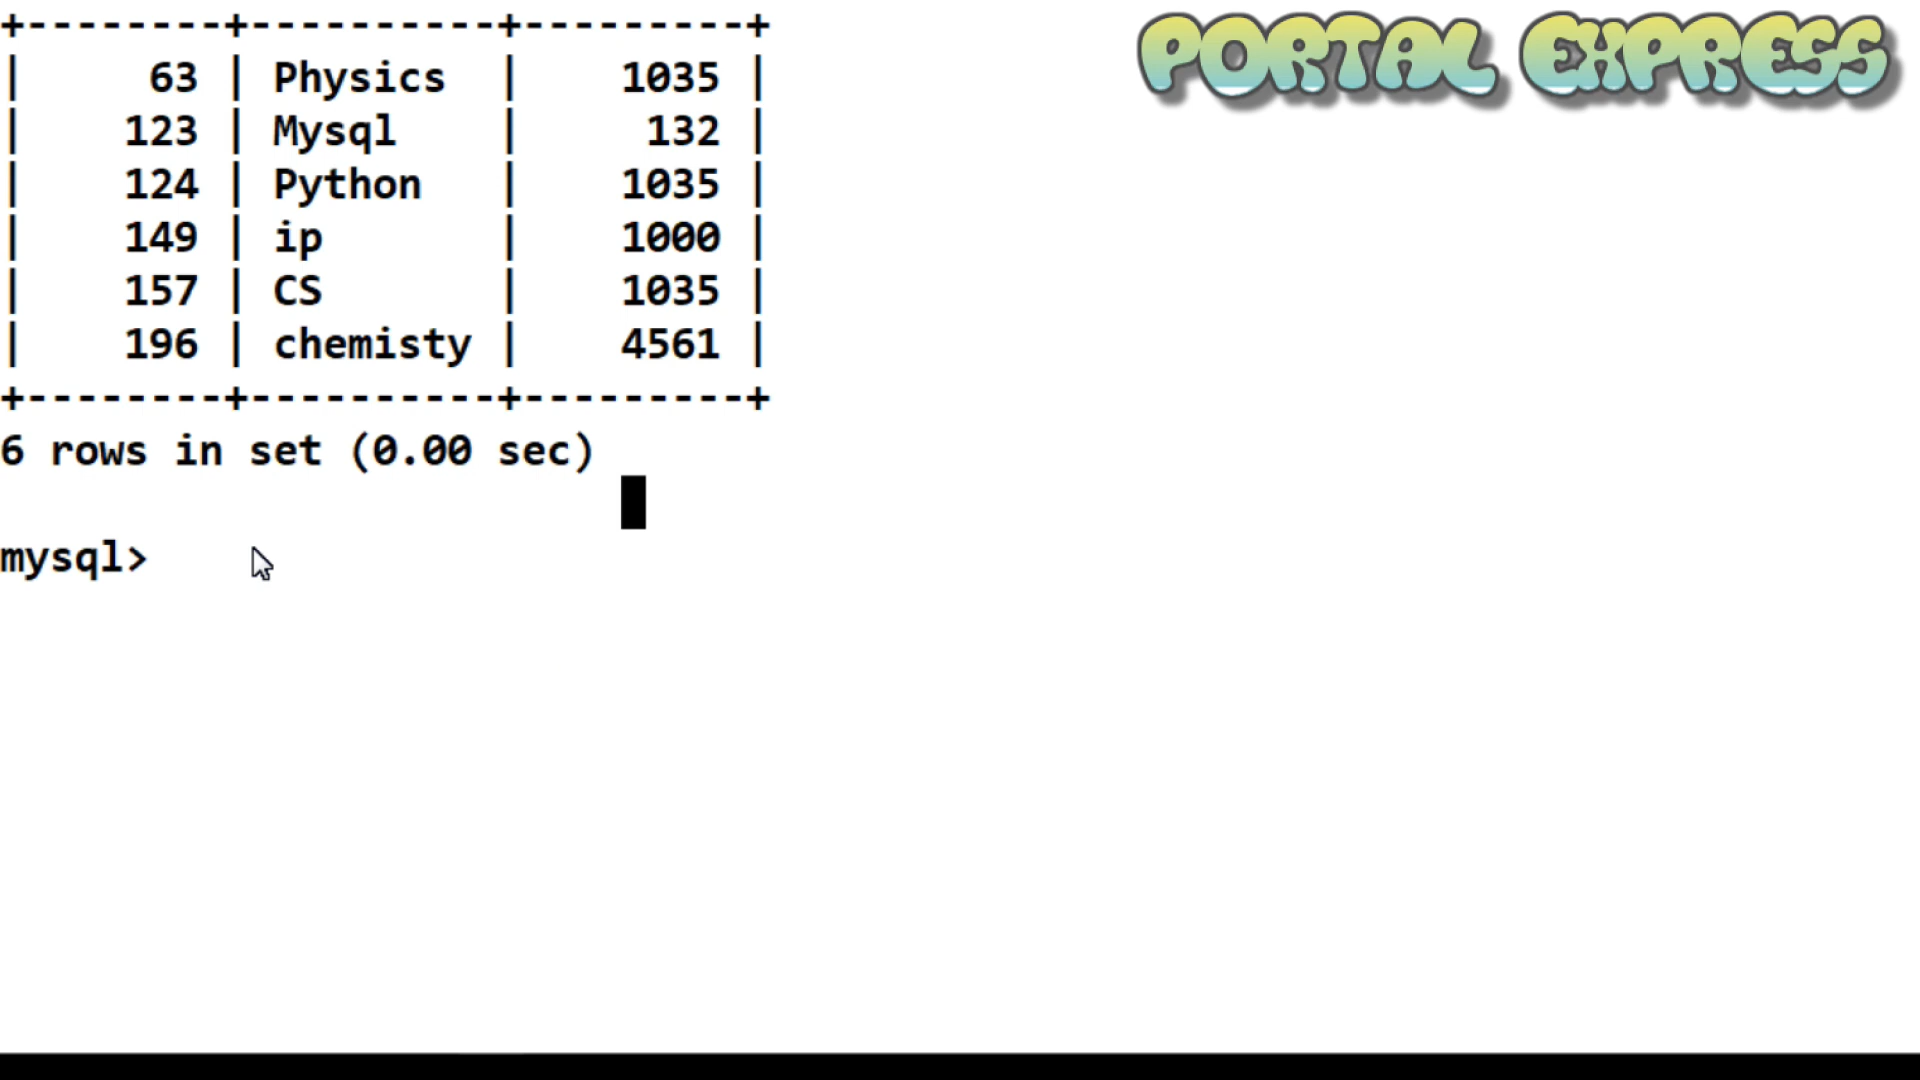 +--------+----------+---------+
|     63 | Physics  |    1035 |
|    123 | Mysql    |     132 |
|    124 | Python   |    1035 |
|    149 | ip       |    1000 |
|    157 | CS       |    1035 |
|    196 | chemisty |    4561 |
+--------+----------+---------+
6 rows in set (0.00 sec)
mysql>
PORTAL EXPRESS